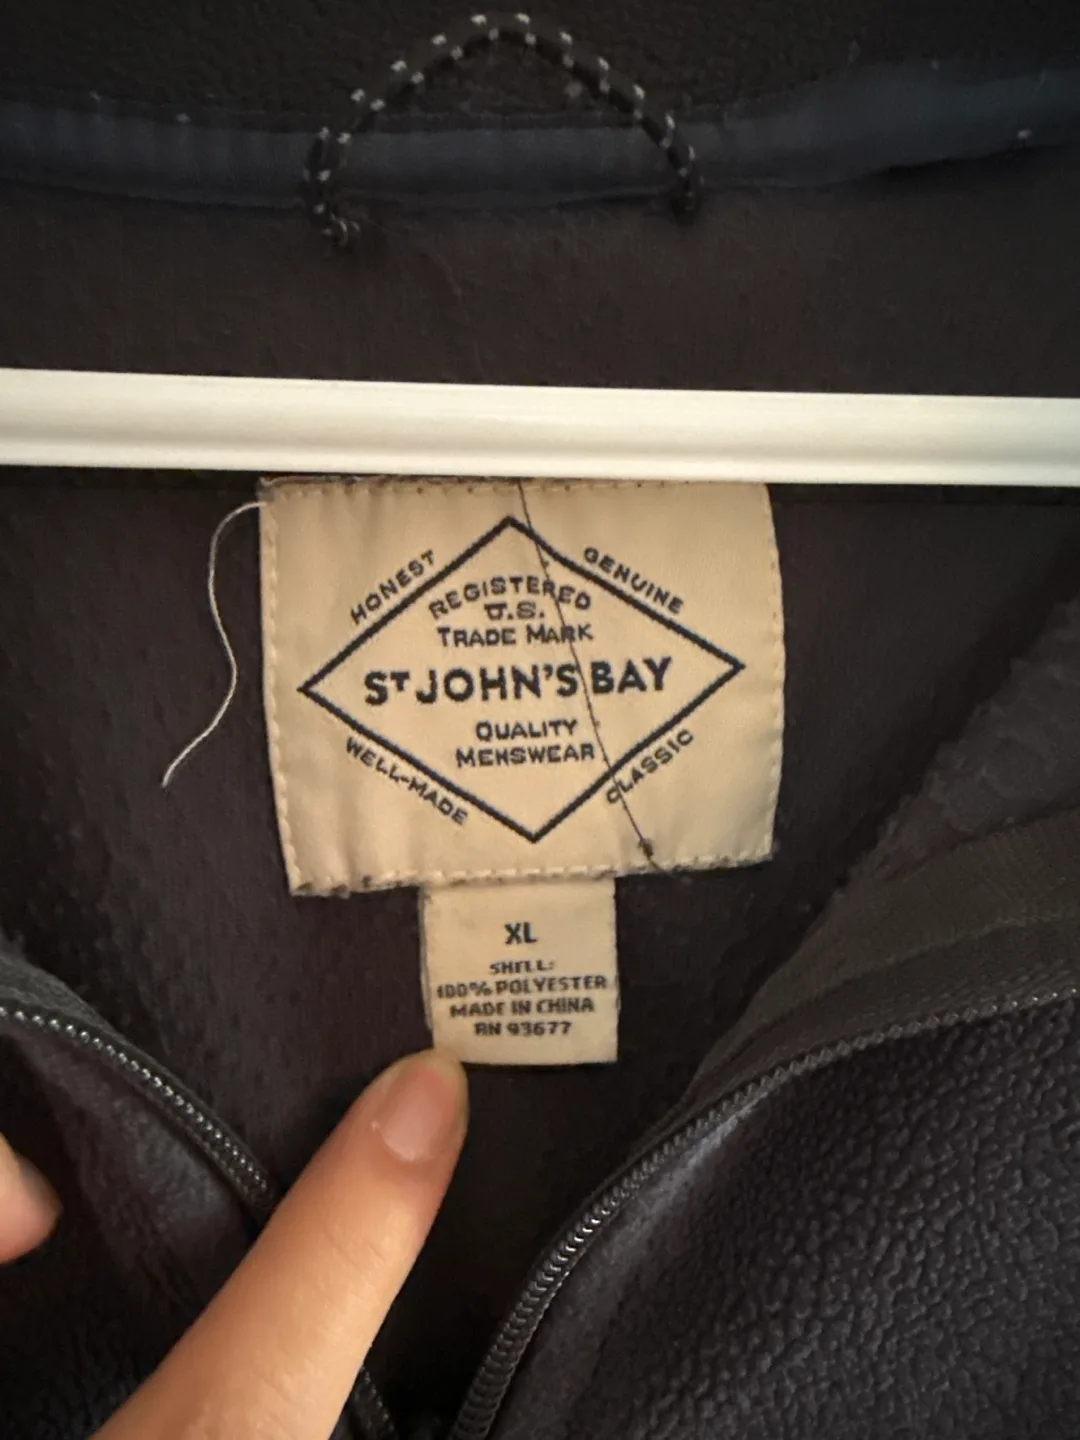 HONEST
GENUINE
REGISTERED
U.S.
TRADE MARK
ST JOHN'S BAY
QUALITY
MENSWEAR
WELL-MADE
CLASSIC
XL
SHELL:
100% POLYESTER
MADE IN CHINA
RN 93677